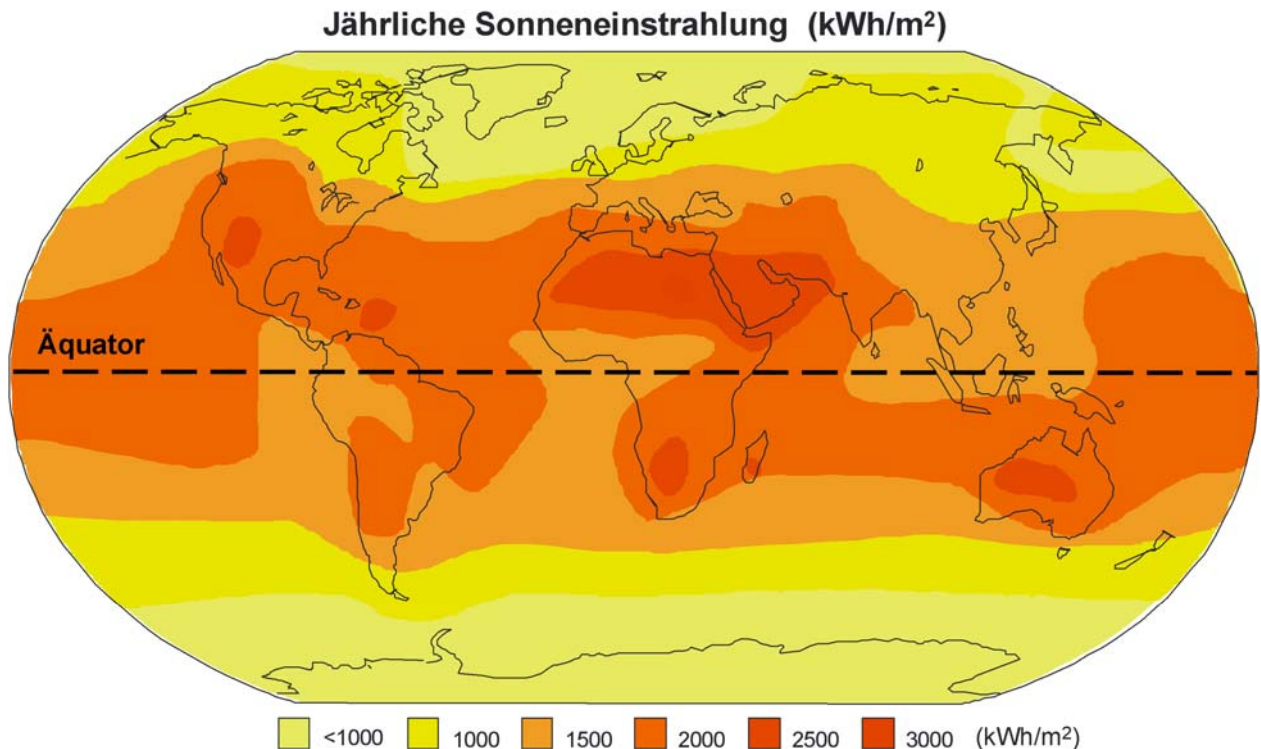 Jährliche Sonneneinstrahlung (kWh/m²)
Äquator
<1000 1000 1500 2000 2500 3000 (kWh/m²)